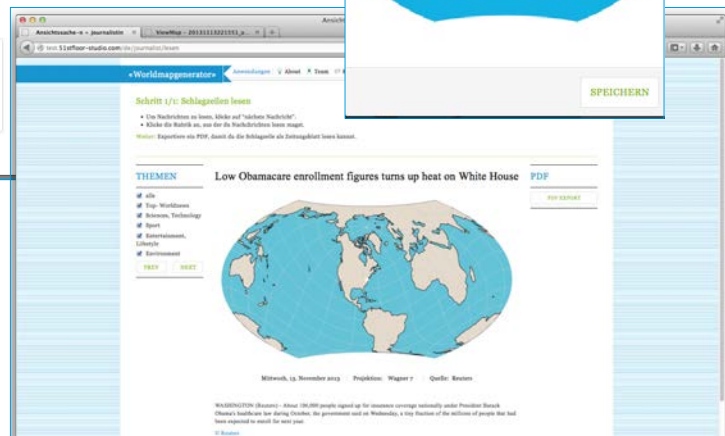 Ansichtssache-n » journalistin
ViewMap - 20131113221551_p...
Ansicht
test.51stfloor-studio.com/de/journalist/lesen
«Worldmapgenerator»
Anwendungen
About
Team
Schritt 1/1: Schlagzeilen lesen
Um Nachrichten zu lesen, klicke auf "nächste Nachricht".
Klicke die Rubrik an, aus der du Nachrichten lesen magst.
Weiter: Exportiere ein PDF, damit du die Schlagzeile als Zeitungsblatt lesen kannst.
SPEICHERN
THEMEN
Low Obamacare enrollment figures turns up heat on White House
PDF
alle
Top- Worldnews
Sciences, Technology
Sport
Entertainment,
Lifestyle
Environment
PREV
NEXT
PDF EXPORT
Mittwoch, 13. November 2013 Projektion: Wagner 7 Quelle: Reuters
WASHINGTON (Reuters) - About 106,000 people signed up for insurance coverage nationally under President Barack
Obama's healthcare law during October, the government said on Wednesday, a tiny fraction of the millions of people that had
been expected to enroll for next year.
© Reuters